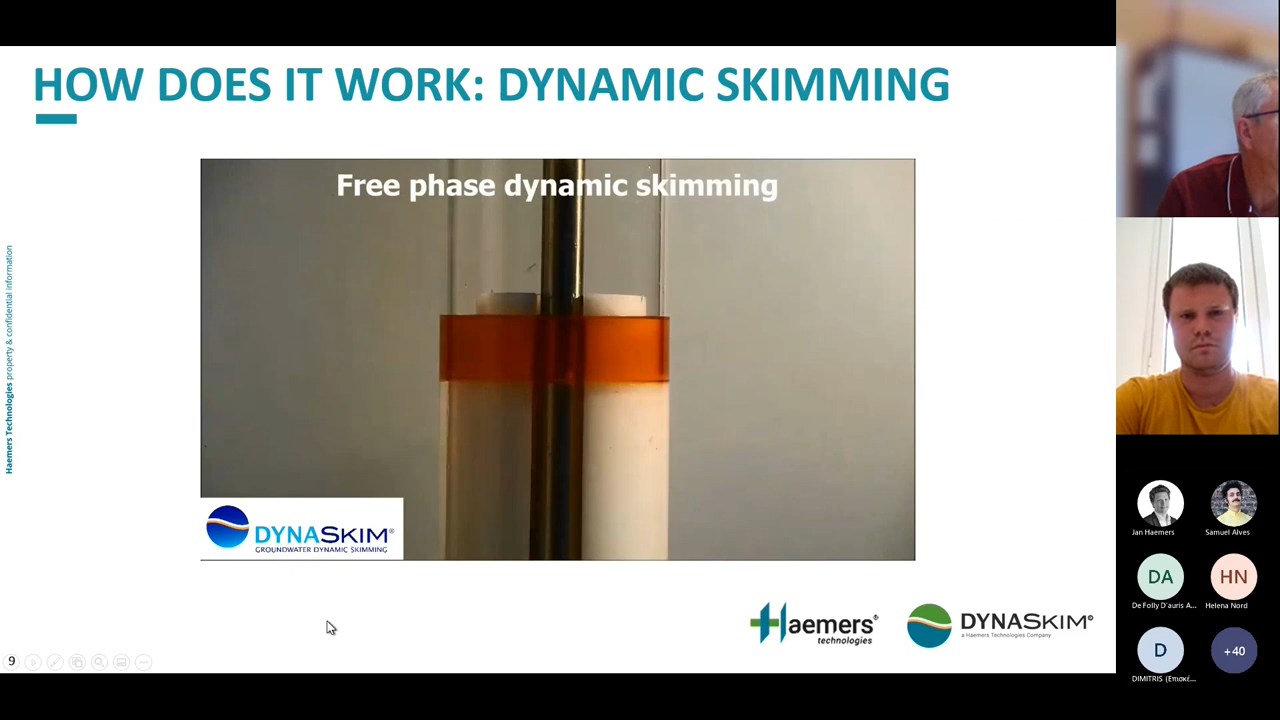 HOW DOES IT WORK: DYNAMIC SKIMMING
Free phase dynamic skimming
DYNASKIM®
GROUNDWATER DYNAMIC SKIMMING
Haemers Technologies property & confidential information
Haemers®
technologies
DYNASKIM®
a Haemers Technologies Company
9
Jan Haemers
Samuel Alves
DA
HN
De Folly D'auris A...
Helena Nord
D
+40
DIMITRIS (Επισκέ...